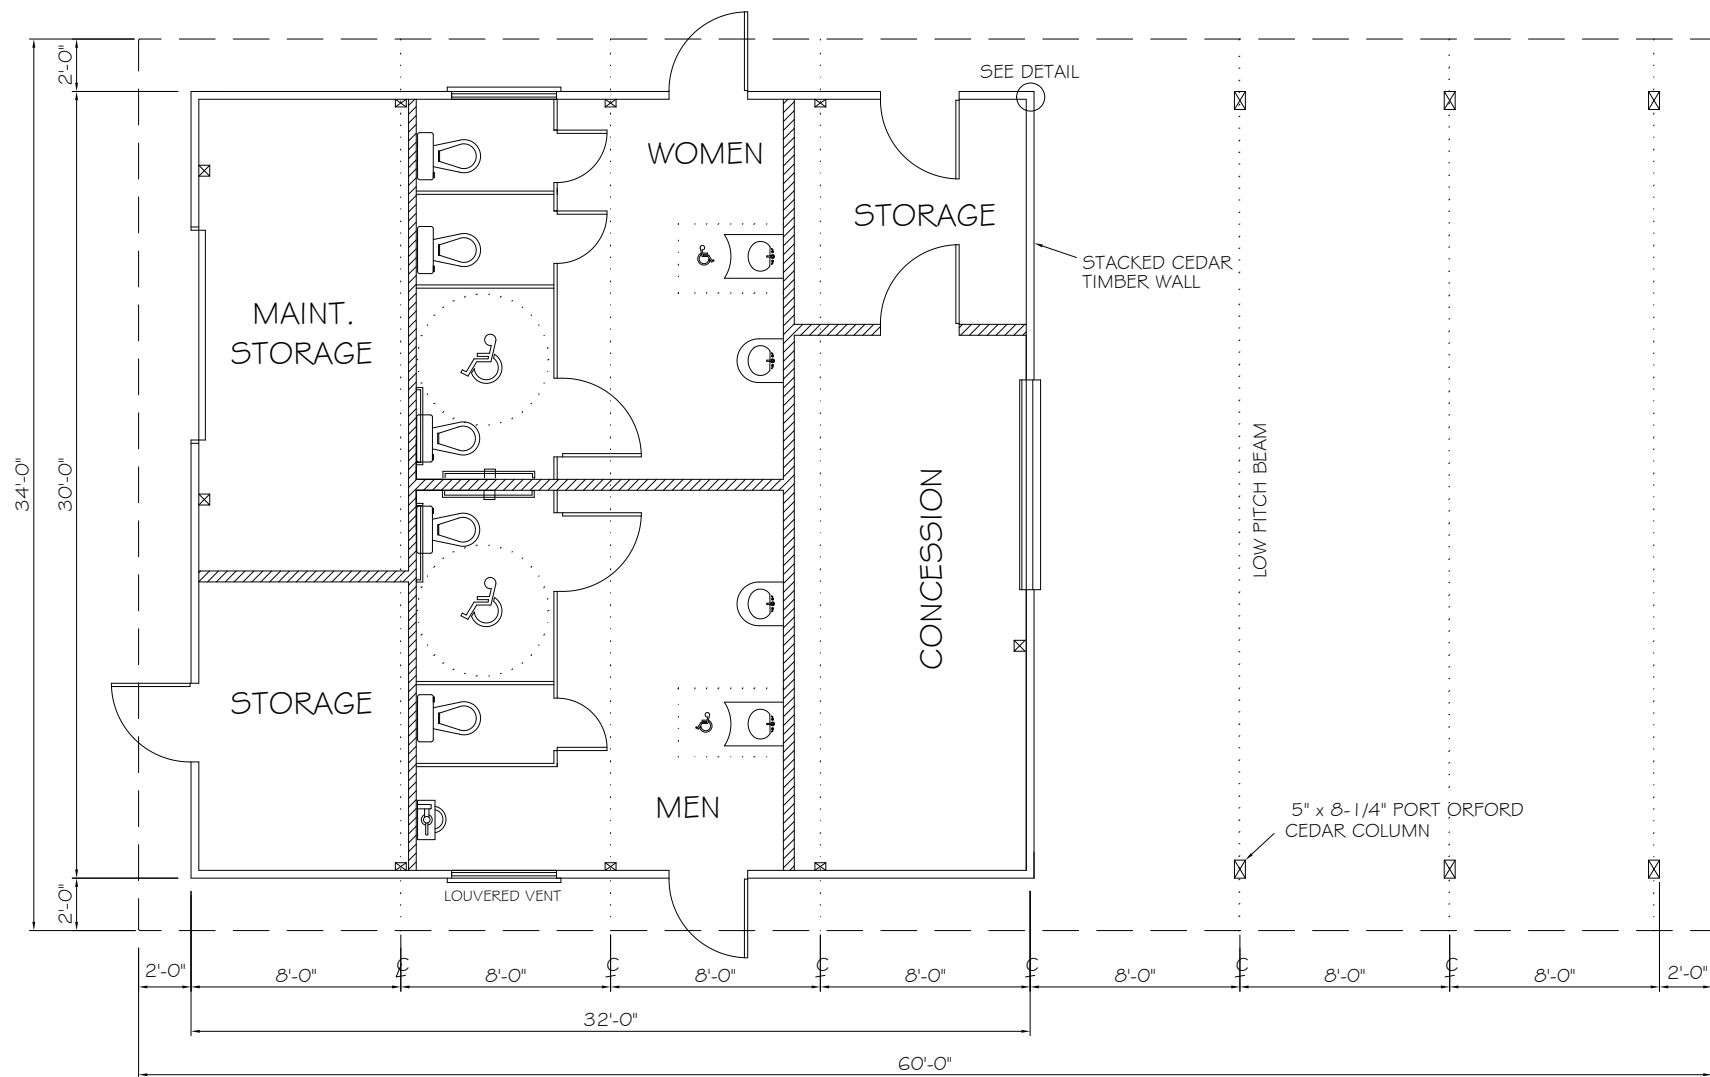 SEE DETAIL
2'-0"
WOMEN
STORAGE
STACKED CEDAR
TIMBER WALL
MAINT.
STORAGE
34'-0"
30'-0"
CONCESSION
LOW PITCH BEAM
STORAGE
MEN
5" x 8-1/4" PORT ORFORD
CEDAR COLUMN
LOUVERED VENT
2'-0"
2'-0"
8'-0"
C
8'-0"
C
8'-0"
C
8'-0"
C
8'-0"
C
8'-0"
C
8'-0"
2'-0"
32'-0"
60'-0"